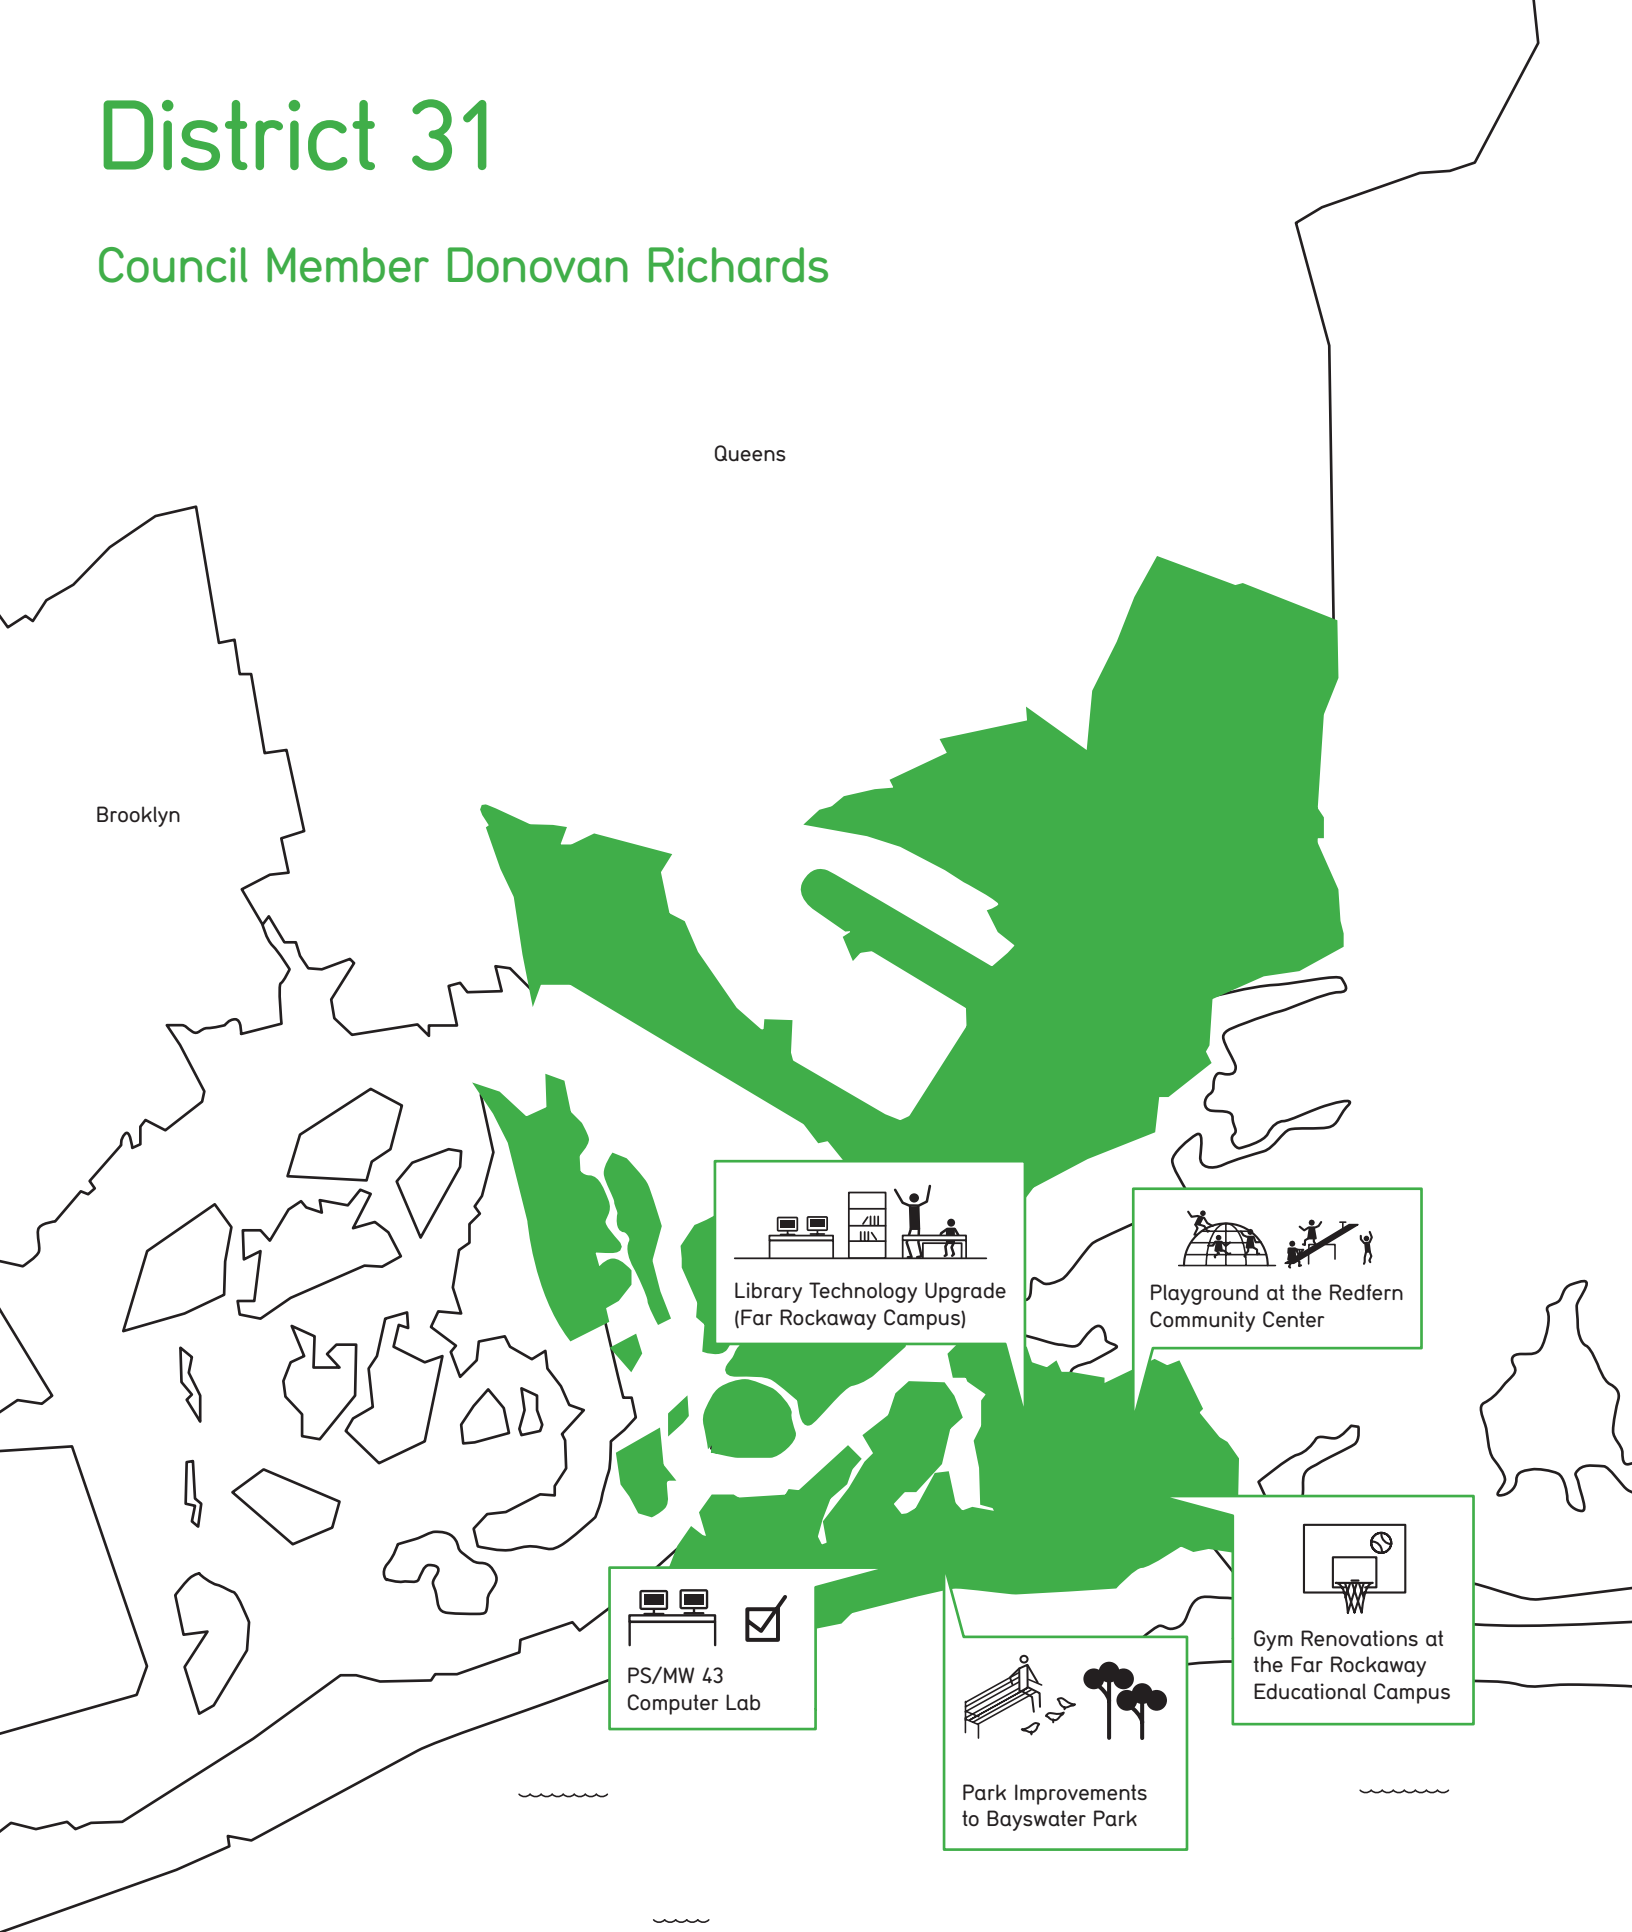 District 31
Council Member Donovan Richards
Queens
Brooklyn
Library Technology Upgrade
(Far Rockaway Campus)
Playground at the Redfern
Community Center
PS/MW 43
Computer Lab
Gym Renovations at
the Far Rockaway
Educational Campus
Park Improvements
to Bayswater Park